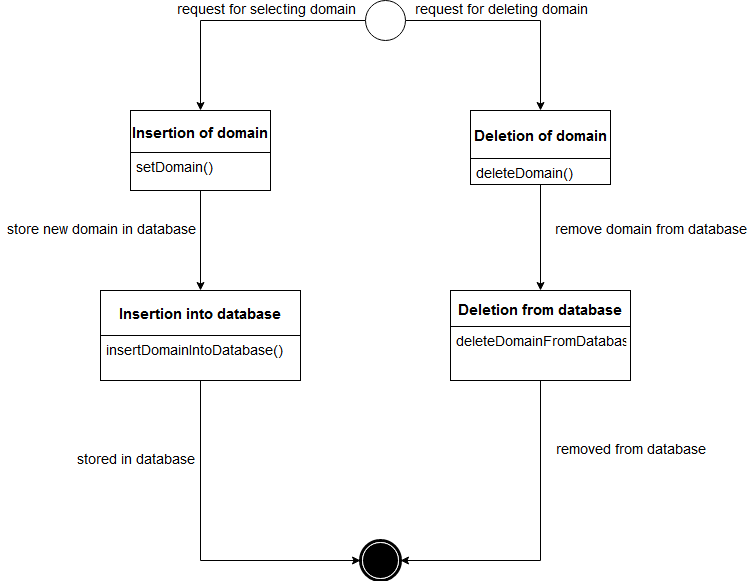 request for selecting domain
request for deleting domain
Insertion of domain
setDomain()
Deletion of domain
deleteDomain()
store new domain in database
remove domain from database
Insertion into database
insertDomainIntoDatabase()
Deletion from database
deleteDomainFromDatabas
stored in database
removed from database